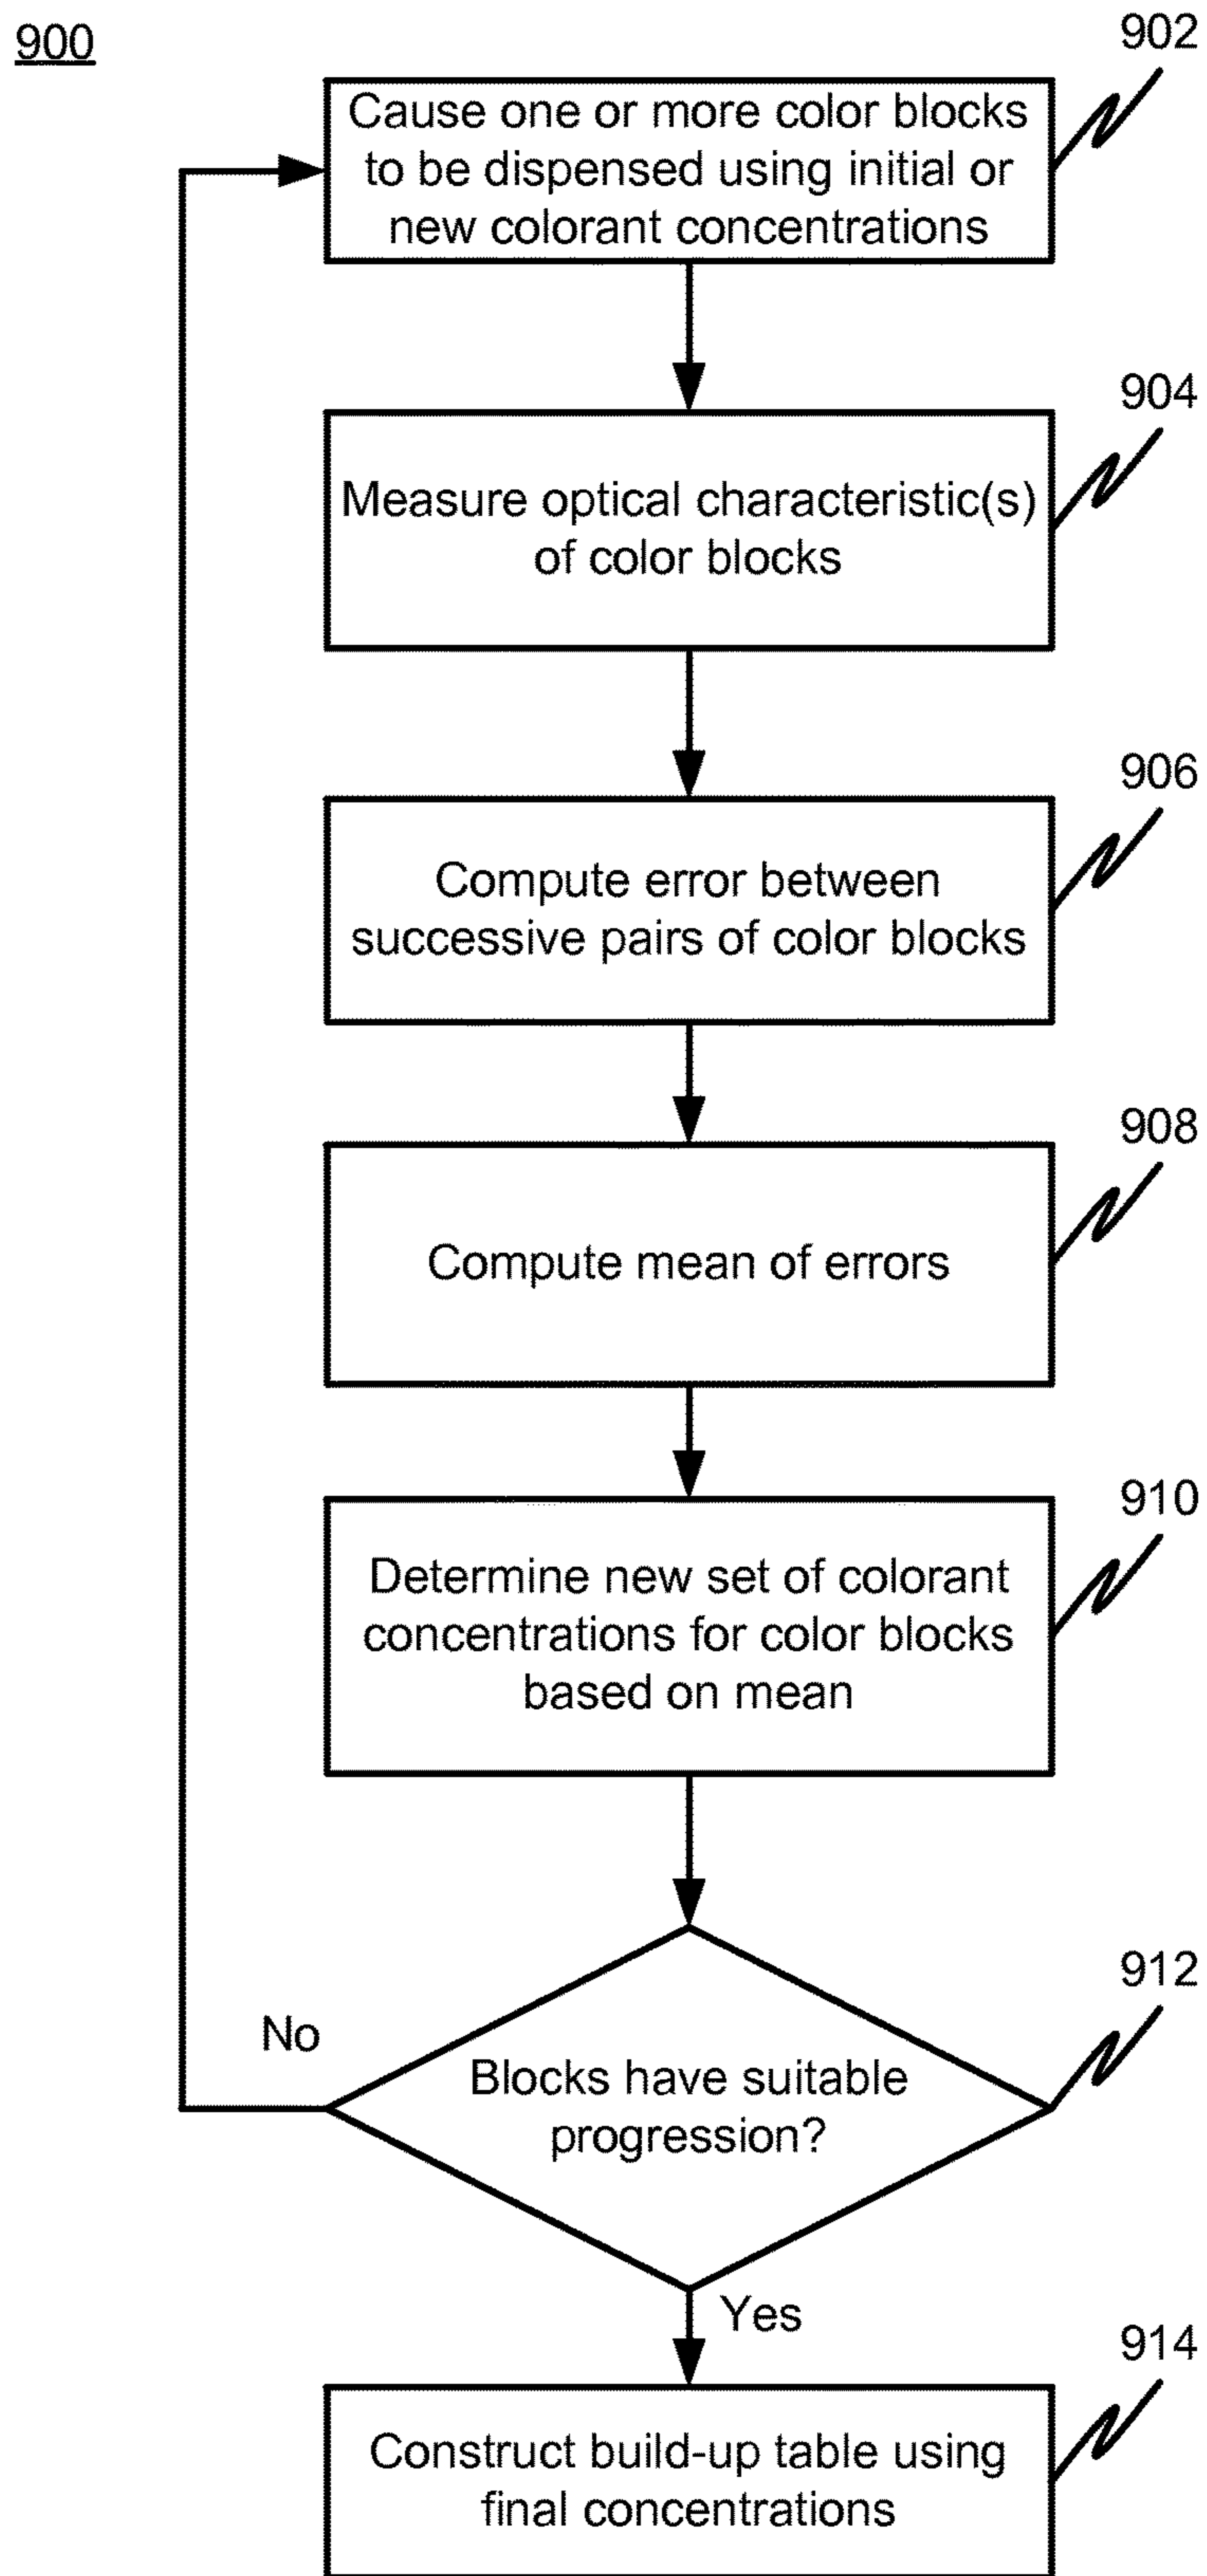 900
902
Cause one or more color blocks
to be dispensed using initial or
new colorant concentrations
904
Measure optical characteristic(s)
of color blocks
906
Compute error between
successive pairs of color blocks
908
Compute mean of errors
910
Determine new set of colorant
concentrations for color blocks
based on mean
912
No
Blocks have suitable
progression?
Yes
914
Construct build-up table using
final concentrations